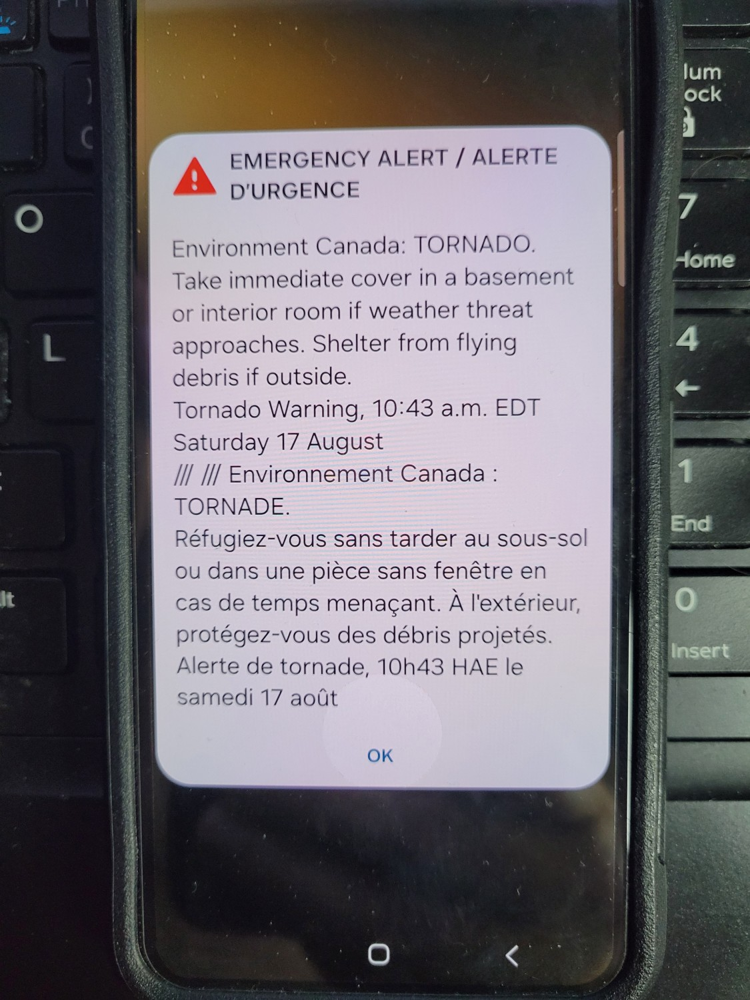 EMERGENCY ALERT / ALERTE
D'URGENCE
Environment Canada: TORNADO.
Take immediate cover in a basement
or interior room if weather threat
approaches. Shelter from flying
debris if outside.
Tornado Warning, 10:43 a.m. EDT
Saturday 17 August
/// /// Environnement Canada :
TORNADE.
Réfugiez-vous sans tarder au sous-sol
ou dans une pièce sans fenêtre en
cas de temps menaçant. À l'extérieur,
protégez-vous des débris projetés.
Alerte de tornade, 10h43 HAE le
samedi 17 août
OK
O
L
7
Home
4
←
1
End
0
Insert